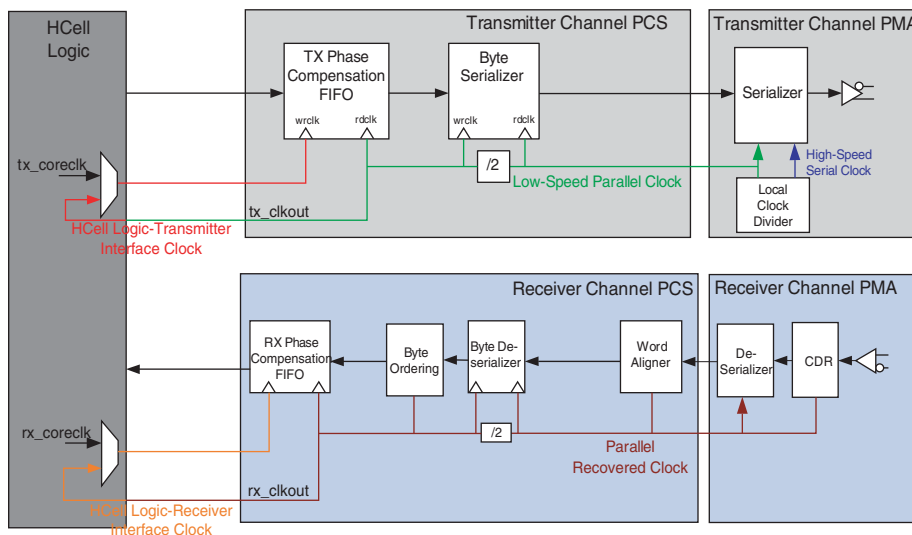 HCell
Logic
Transmitter Channel PCS
Transmitter Channel PMA
TX Phase
Compensation
FIFO
wrclk
rdclk
Byte
Serializer
wrclk
rdclk
Serializer
/2
tx_coreclk
High-Speed
Serial Clock
Low-Speed Parallel Clock
Local
Clock
Divider
tx_clkout
HCell Logic-Transmitter
Interface Clock
Receiver Channel PCS
Receiver Channel PMA
RX Phase
Compensation
FIFO
Byte
Ordering
Byte De-
serializer
Word
Aligner
De-
Serializer
CDR
/2
rx_coreclk
Parallel
Recovered Clock
rx_clkout
HCell Logic-Receiver
Interface Clock